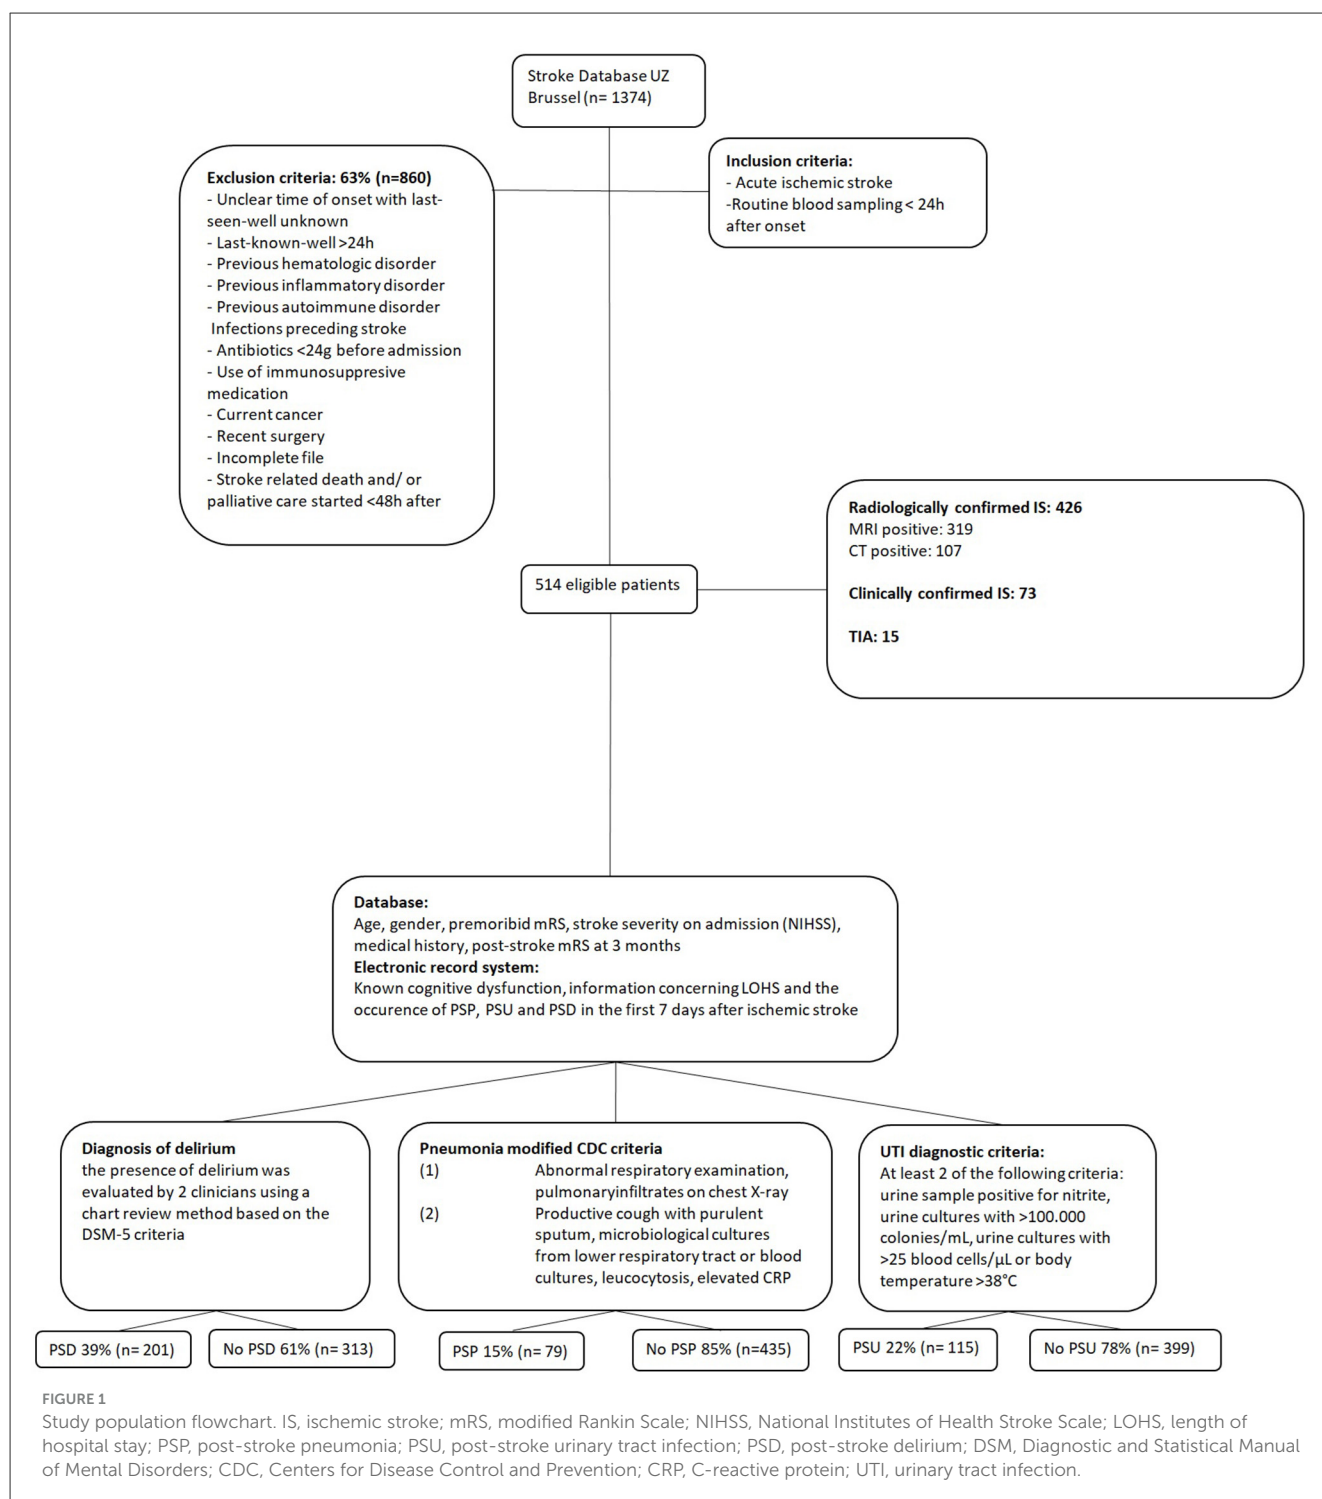 Stroke Database UZ
Brussel (n= 1374)
Exclusion criteria: 63% (n=860)
- Unclear time of onset with last-
seen-well unknown
- Last-known-well >24h
- Previous hematologic disorder
- Previous inflammatory disorder
- Previous autoimmune disorder
Infections preceding stroke
- Antibiotics <24g before admission
- Use of immunosuppresive
medication
- Current cancer
- Recent surgery
- Incomplete file
- Stroke related death and/ or
palliative care started <48h after
Inclusion criteria:
- Acute ischemic stroke
-Routine blood sampling < 24h
after onset
514 eligible patients
Radiologically confirmed IS: 426
MRI positive: 319
CT positive: 107
Clinically confirmed IS: 73
TIA: 15
Database:
Age, gender, premoribid mRS, stroke severity on admission (NIHSS),
medical history, post-stroke mRS at 3 months
Electronic record system:
Known cognitive dysfunction, information concerning LOHS and the
occurence of PSP, PSU and PSD in the first 7 days after ischemic stroke
Diagnosis of delirium
the presence of delirium was
evaluated by 2 clinicians using a
chart review method based on the
DSM-5 criteria
Pneumonia modified CDC criteria
(1) Abnormal respiratory examination,
pulmonaryinfiltrates on chest X-ray
(2) Productive cough with purulent
sputum, microbiological cultures
from lower respiratory tract or blood
cultures, leucocytosis, elevated CRP
UTI diagnostic criteria:
At least 2 of the following criteria:
urine sample positive for nitrite,
urine cultures with >100.000
colonies/mL, urine cultures with
>25 blood cells/µL or body
temperature >38°C
PSD 39% (n= 201)
No PSD 61% (n= 313)
PSP 15% (n= 79)
No PSP 85% (n=435)
PSU 22% (n= 115)
No PSU 78% (n= 399)
FIGURE 1
Study population flowchart. IS, ischemic stroke; mRS, modified Rankin Scale; NIHSS, National Institutes of Health Stroke Scale; LOHS, length of
hospital stay; PSP, post-stroke pneumonia; PSU, post-stroke urinary tract infection; PSD, post-stroke delirium; DSM, Diagnostic and Statistical Manual
of Mental Disorders; CDC, Centers for Disease Control and Prevention; CRP, C-reactive protein; UTI, urinary tract infection.